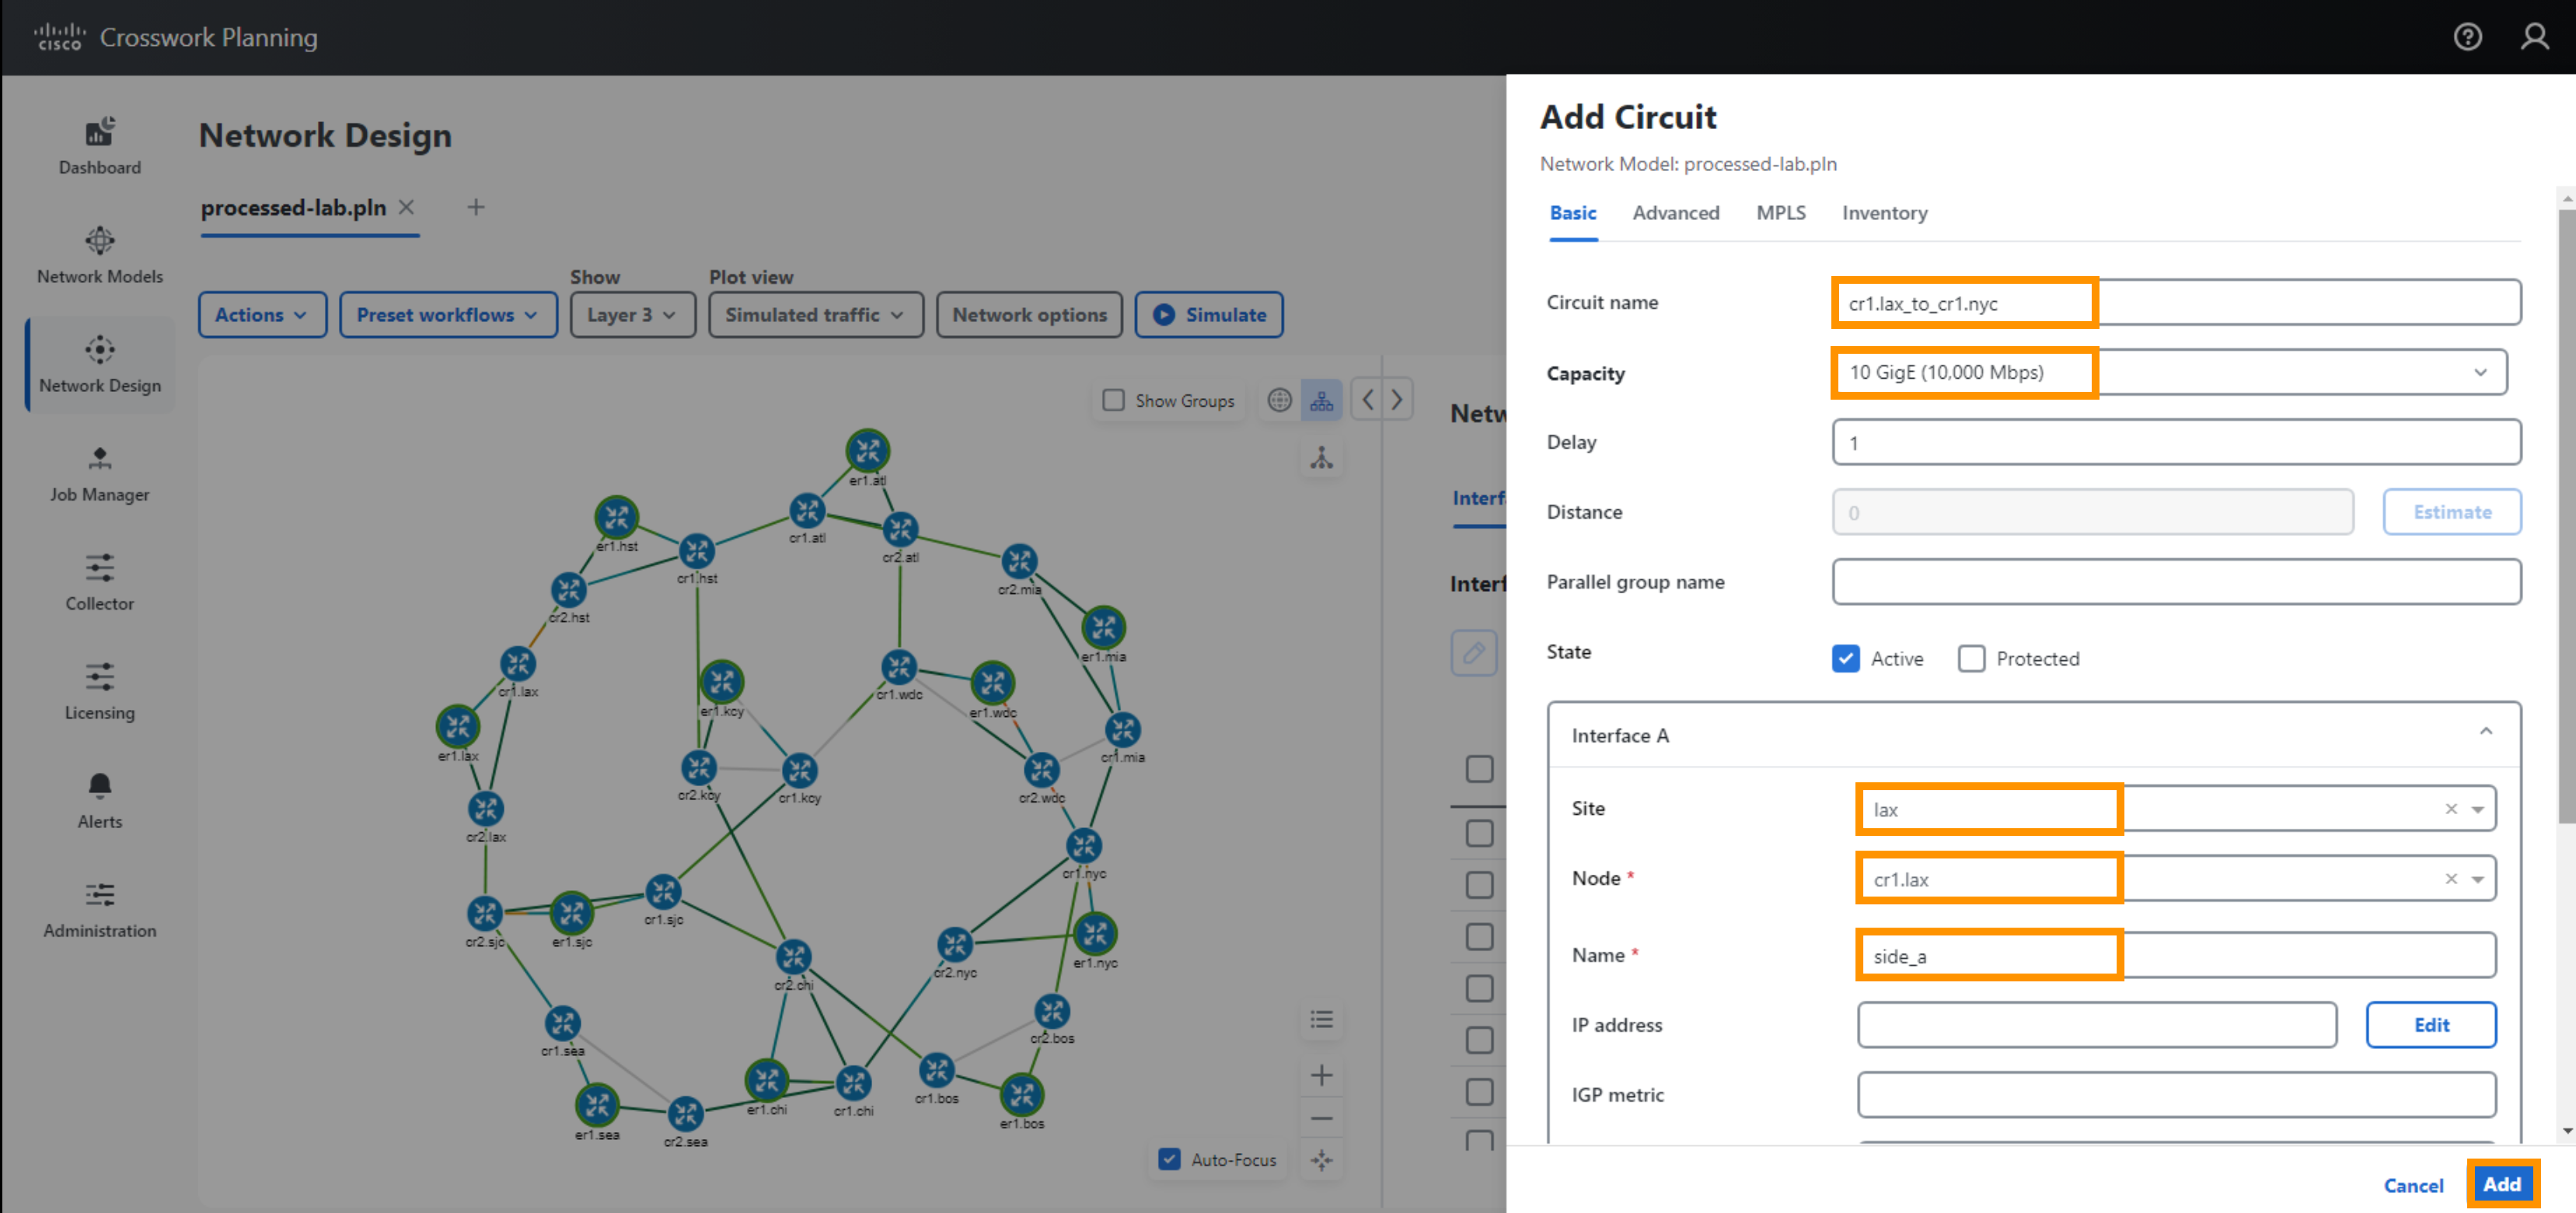 cisco Crosswork Planning
Dashboard
Network Models
Network Design
Job Manager
Collector
Licensing
Alerts
Administration
Network Design
processed-lab.pln
Show
Plot view
Actions
Preset workflows
Layer 3
Simulated traffic
Network options
Simulate
Show Groups
er1.atl
er1.hst
cr1.atl
cr2.atl
cr1.hst
cr2.mia
cr2.hst
er1.mia
cr1.lax
cr1.wdc
er1.kcy
er1.wdc
er1.lax
cr1.mia
cr2.kcy
cr1.kcy
cr2.wdc
cr2.lax
cr1.nyc
cr1.sjc
cr2.sjc
er1.sjc
er1.nyc
cr2.nyc
cr2.chi
cr2.bos
cr1.sea
cr1.bos
er1.chi
cr1.chi
er1.bos
er1.sea
cr2.sea
Auto-Focus
Netw
Interf
Interf
Add Circuit
Network Model: processed-lab.pln
Basic
Advanced
MPLS
Inventory
Circuit name
cr1.lax_to_cr1.nyc
Capacity
10 GigE (10,000 Mbps)
Delay
1
Distance
0
Estimate
Parallel group name
State
Active
Protected
Interface A
Site
lax
Node *
cr1.lax
Name *
side_a
IP address
Edit
IGP metric
Cancel
Add